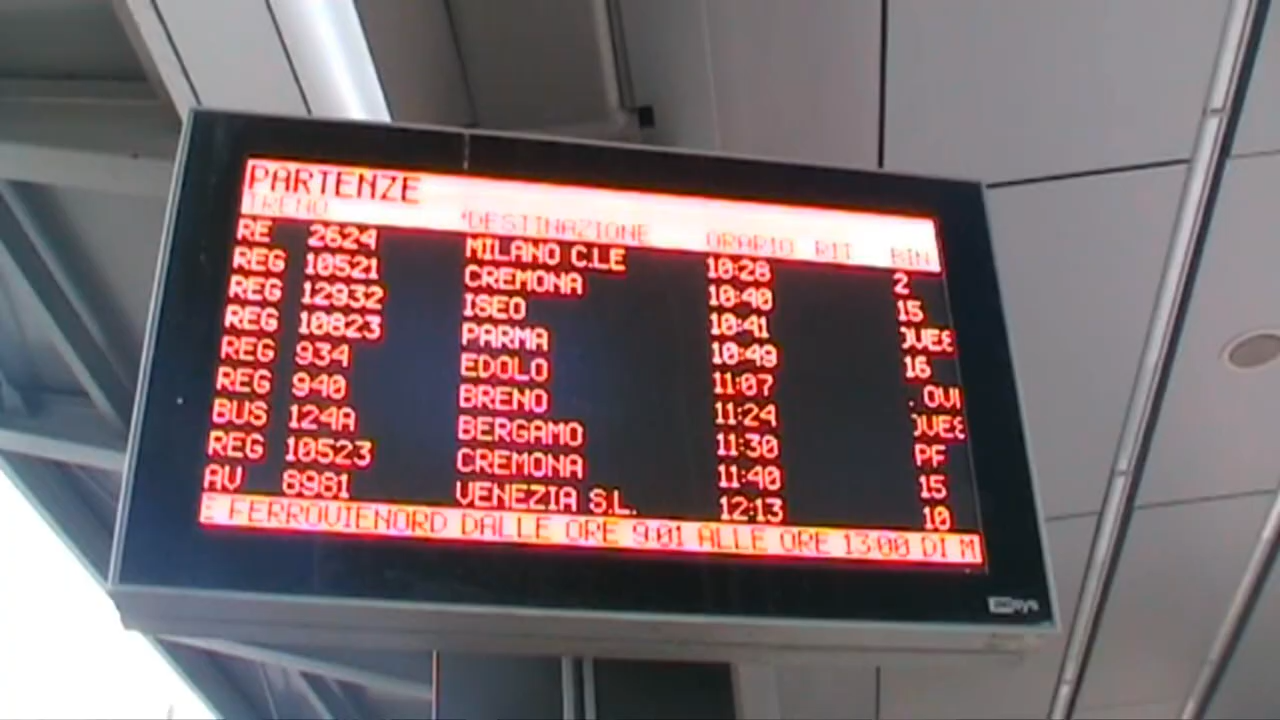 PARTENZE
TRENO *DESTINAZIONE ORARIO RIT BIN
RE 2624 MILANO C.LE 10:28 2
REG 10521 CREMONA 10:40 15
REG 12932 ISEO 10:41 OVES
REG 10823 PARMA 10:49 16
REG 934 EDOLO 11:07 . OV
REG 940 BRENO 11:24 OVES
BUS 124A BERGAMO 11:30 PF
REG 10523 CREMONA 11:40 15
AV 8981 VENEZIA S.L. 12:13 10
E FERROVIENORD DALLE ORE 9:01 ALLE ORE 13:00 DI M